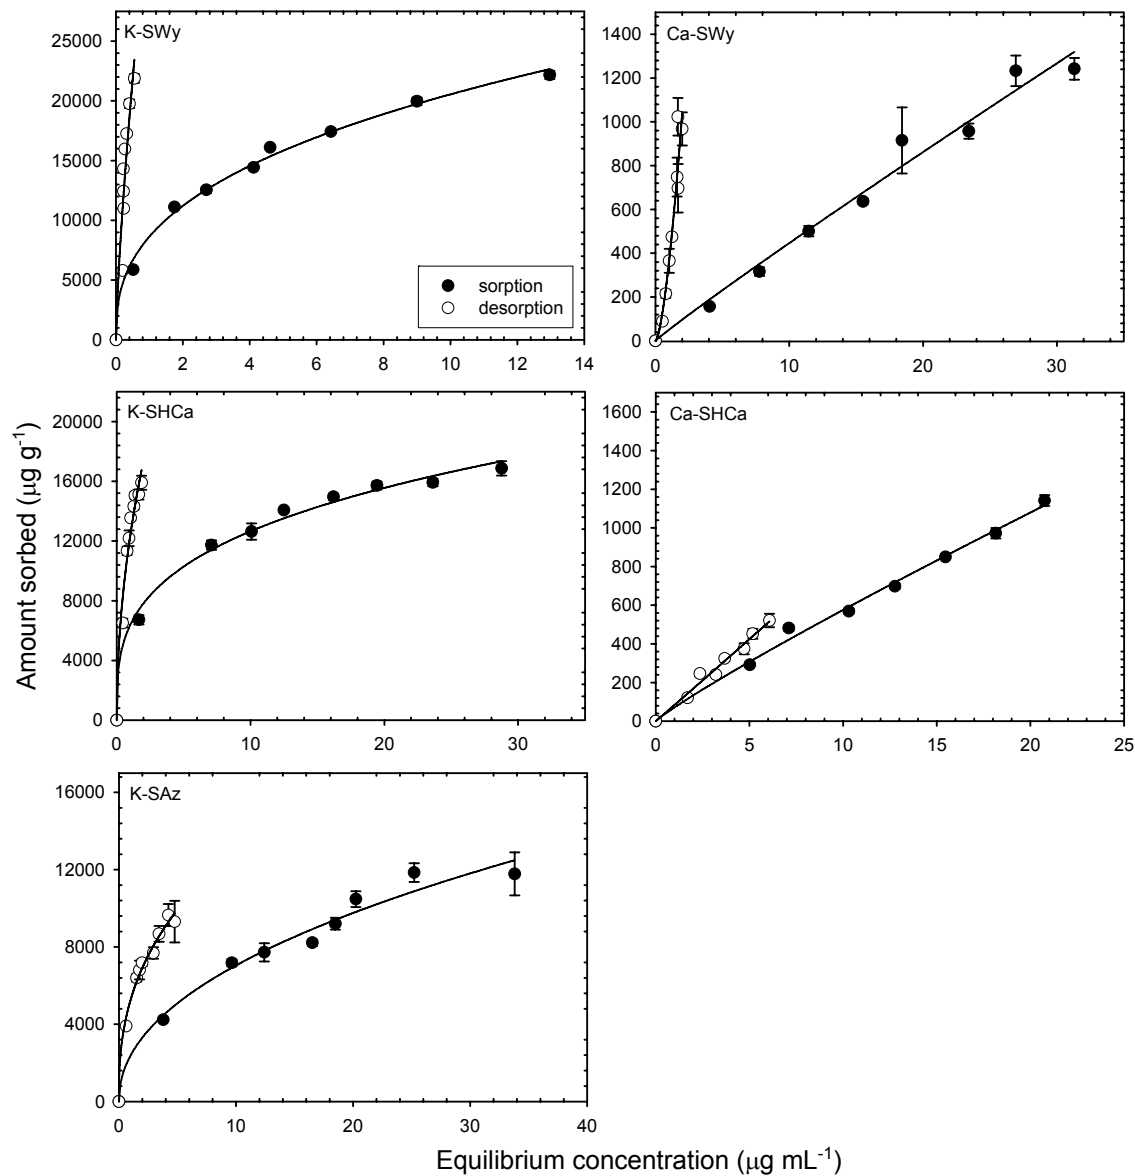 K-SWy
25000
20000
15000
10000
5000
0
0 2 4 6 8 10 12 14
sorption
desorption
Ca-SWy
1400
1200
1000
800
600
400
200
0
0 10 20 30
K-SHCa
20000
16000
12000
8000
4000
0
0 10 20 30
Ca-SHCa
1600
1400
1200
1000
800
600
400
200
0
0 5 10 15 20 25
K-SAz
16000
12000
8000
4000
0
0 10 20 30 40
Amount sorbed (μg g⁻¹)
Equilibrium concentration (μg mL⁻¹)